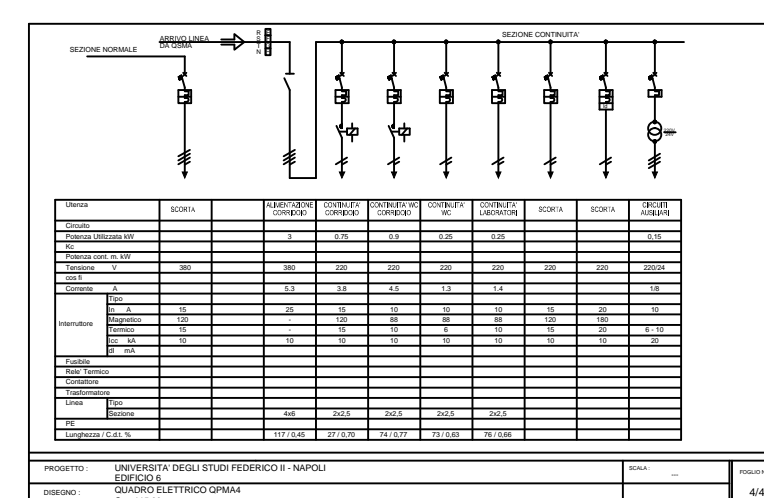 ARRIVO LINEA
DA QSMA
R
S
T
N
SEZIONE NORMALE
SEZIONE CONTINUITA'
Utenza SCORTA ALIMENTAZIONE CORRIDOIO CONTINUITA' CORRIDOIO CONTINUITA' WC CORRIDOIO CONTINUITA' WC CONTINUITA' LABORATORI SCORTA SCORTA CIRCUITI AUSILIARI
Circuito
Potenza Utilizzata kW 3 0.75 0.9 0.25 0.25 0,15
Kc
Potenza cont. m. kW
Tensione V 380 380 220 220 220 220 220 220 220/24
cos fi
Corrente A 5.3 3.8 4.5 1.3 1.4 1/8
Interruttore
Tipo
In A 15 25 15 10 10 10 15 20 10
Magnetico 120 - 120 88 88 88 120 180
Termico 15 - 15 10 6 10 15 20 6 - 10
Icc kA 10 10 10 10 10 10 10 10 20
dI mA
Fusibile
Rele' Termico
Contattore
Trasformatore
Linea Tipo
Sezione 4x6 2x2,5 2x2,5 2x2,5 2x2,5
PE
Lunghezza / C.d.t. % 117 / 0,45 27 / 0,70 74 / 0,77 73 / 0,63 76 / 0,66
PROGETTO : UNIVERSITA' DEGLI STUDI FEDERICO II - NAPOLI
EDIFICIO 6
SCALA :
---
FOGLIO N
DISEGNO : QUADRO ELETTRICO QPMA4
4/4